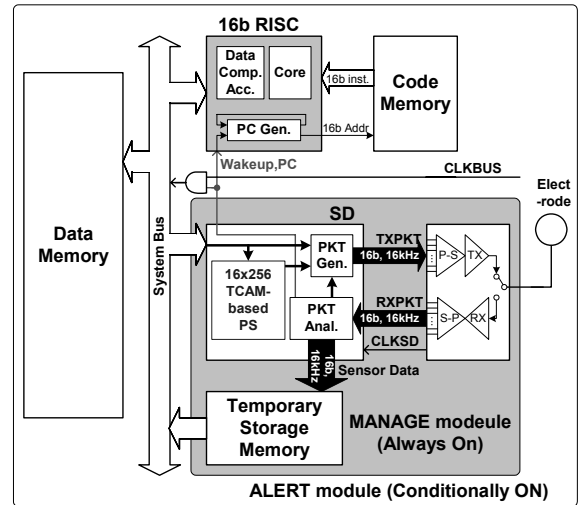 16b RISC
Data
Comp.
Acc.
Core
16b inst.
Code
Memory
PC Gen.
16b Addr
Wakeup,PC
CLKBUS
Elect
-rode
Data
Memory
System Bus
SD
PKT
Gen.
TXPKT
16b, 16kHz
P-S
TX
16x256
TCAM-
based
PS
PKT
Anal.
RXPKT
16b, 16kHz
S-P
RX
CLKSD
16b,
16kHz
Sensor Data
Temporary
Storage
Memory
MANAGE modeule
(Always On)
ALERT module (Conditionally ON)